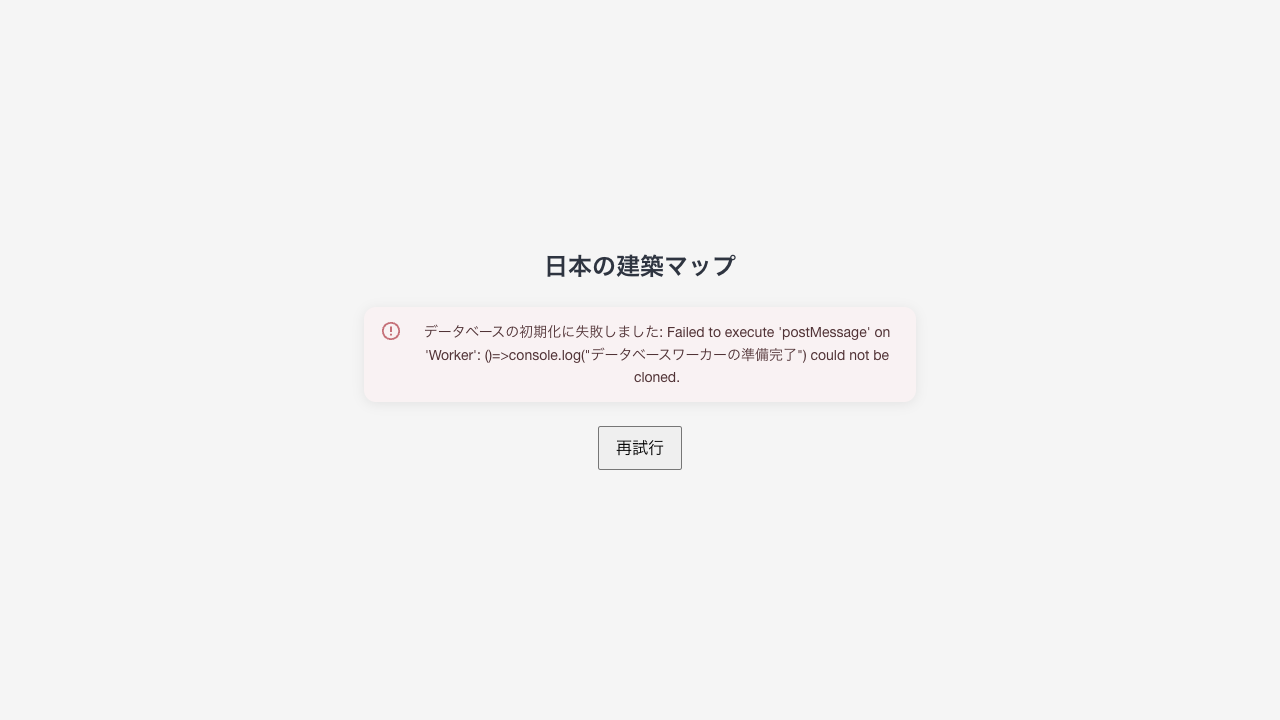 日本の建築マップ
データベースの初期化に失敗しました: Failed to execute 'postMessage' on
'Worker': ()=>console.log("データベースワーカーの準備完了") could not be
cloned.
再試行